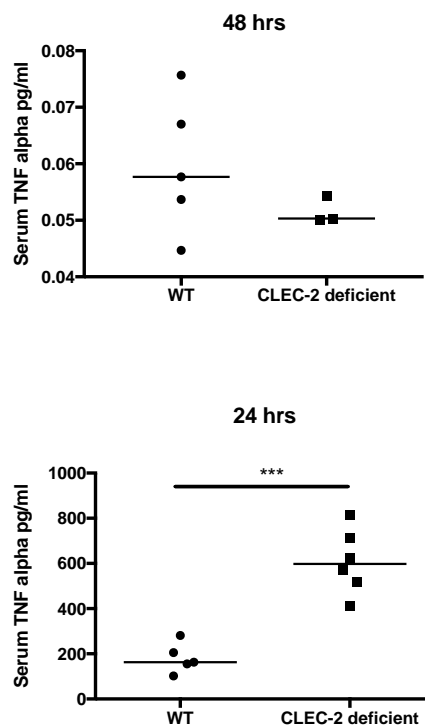 48 hrs
Serum TNF alpha pg/ml
0.08
0.07
0.06
0.05
0.04
WT CLEC-2 deficient
24 hrs
Serum TNF alpha pg/ml
1000
800
600
400
200
0
***
WT CLEC-2 deficient